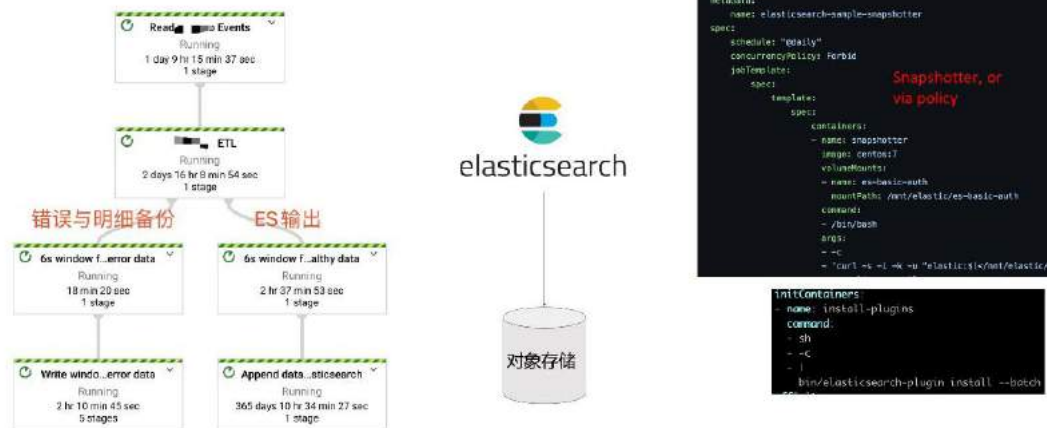 Events
Running
1 day 9 hr 15 min 37 sec
1 stage
ETL
Running
2 days 16 hr 8 min 54 sec
1 stage
错误与明细备份
ES输出
6s window f...error data
Running
18 min 20 sec
1 stage
6s window f...althy data
Running
2 hr 37 min 53 sec
1 stage
Write windo...error data
Running
2 hr 10 min 45 sec
5 stages
Append data...sticsearch
Running
365 days 10 hr 34 min 27 sec
1 stage
elasticsearch
对象存储
metadata:
name: elasticsearch-sample-snapshotter
spec:
schedule: "@daily"
concurrencyPolicy: Forbid
jobTemplate:
spec:
template:
spec:
containers:
- name: snapshotter
image: centos:7
volumeMounts:
- name: es-basic-auth
mountPath: /mnt/elastic/es-basic-auth
command:
- /bin/bash
args:
- -c
- 'curl -s -i -k -u "elastic:$(</mnt/elastic/
Snapshotter, or
via policy
initContainers:
- name: install-plugins
command:
- sh
- -c
- |
bin/elasticsearch-plugin install --batch